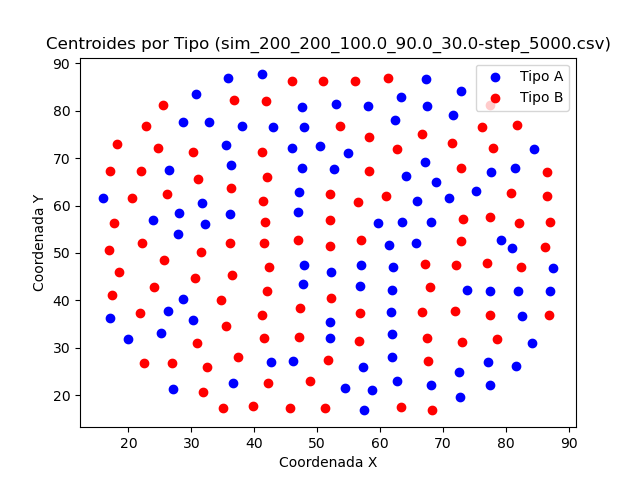 Centroides por Tipo (sim_200_200_100.0_90.0_30.0-step_5000.csv)
Tipo A
Tipo B
90
80
70
60
50
40
30
20
Coordenada Y
20 30 40 50 60 70 80 90
Coordenada X